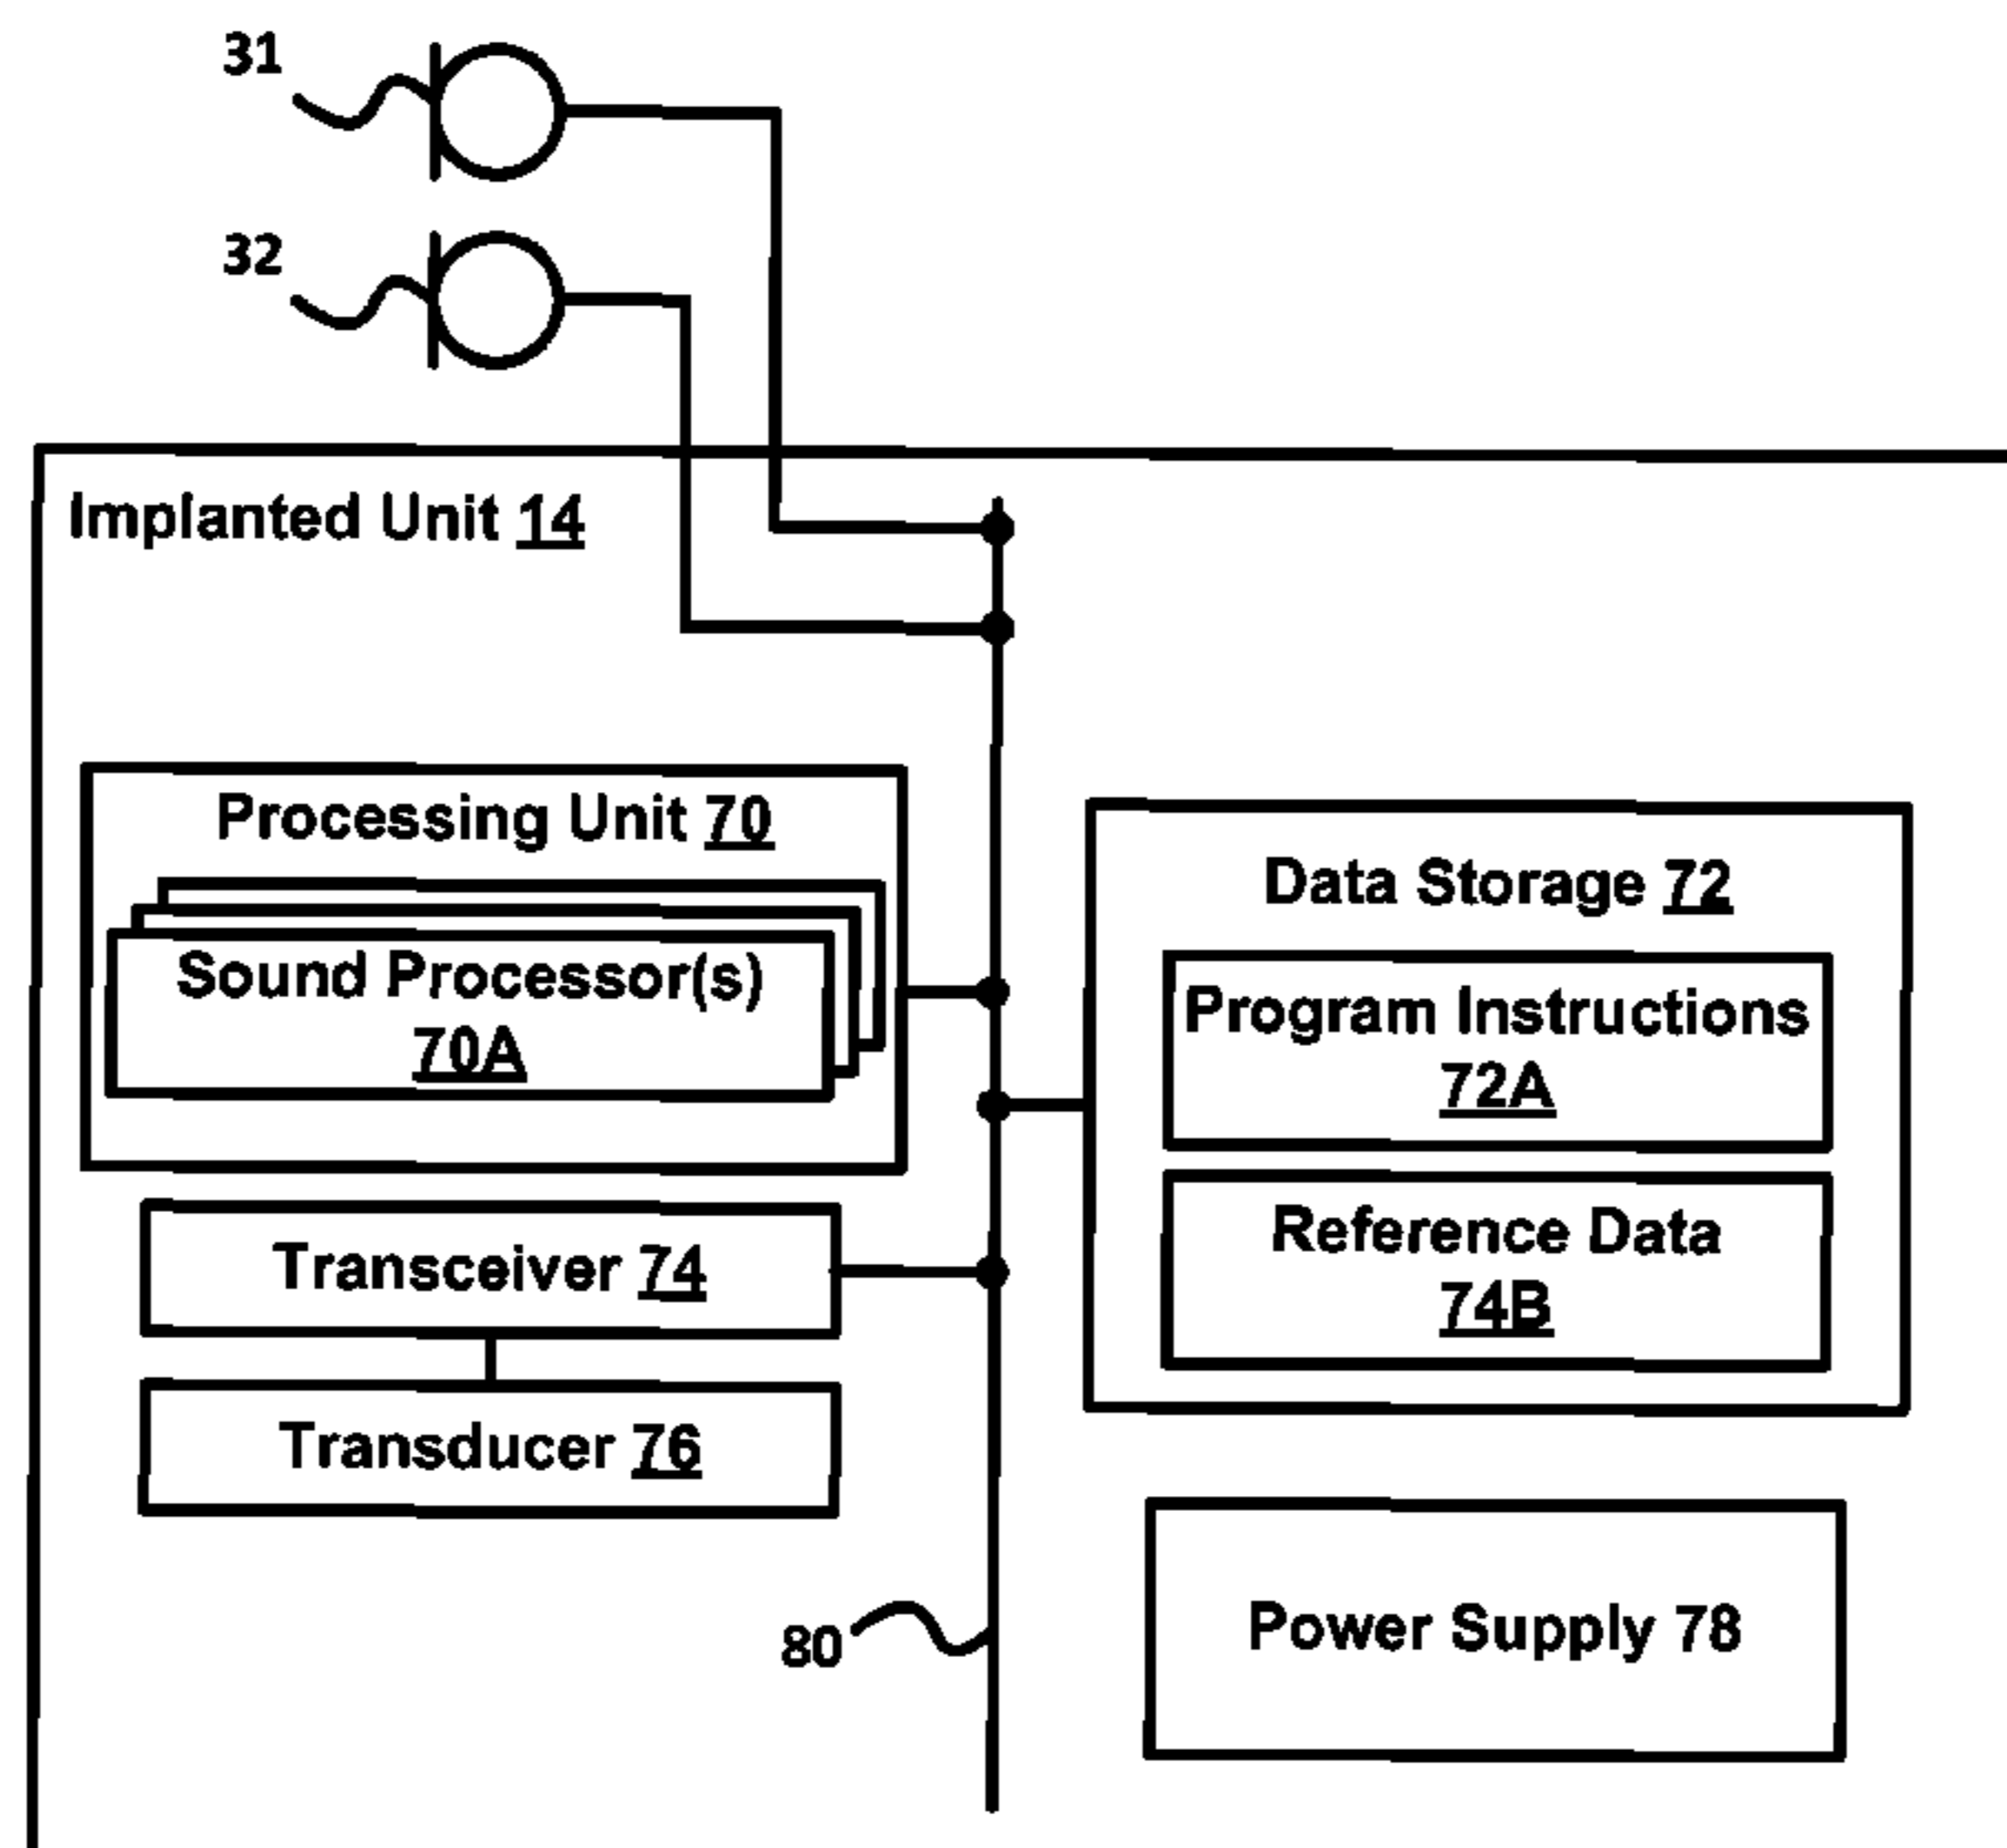 31
32
Implanted Unit 14
Processing Unit 70
Sound Processor(s)
70A
Data Storage 72
Program Instructions
72A
Reference Data
74B
Transceiver 74
Transducer 76
80
Power Supply 78